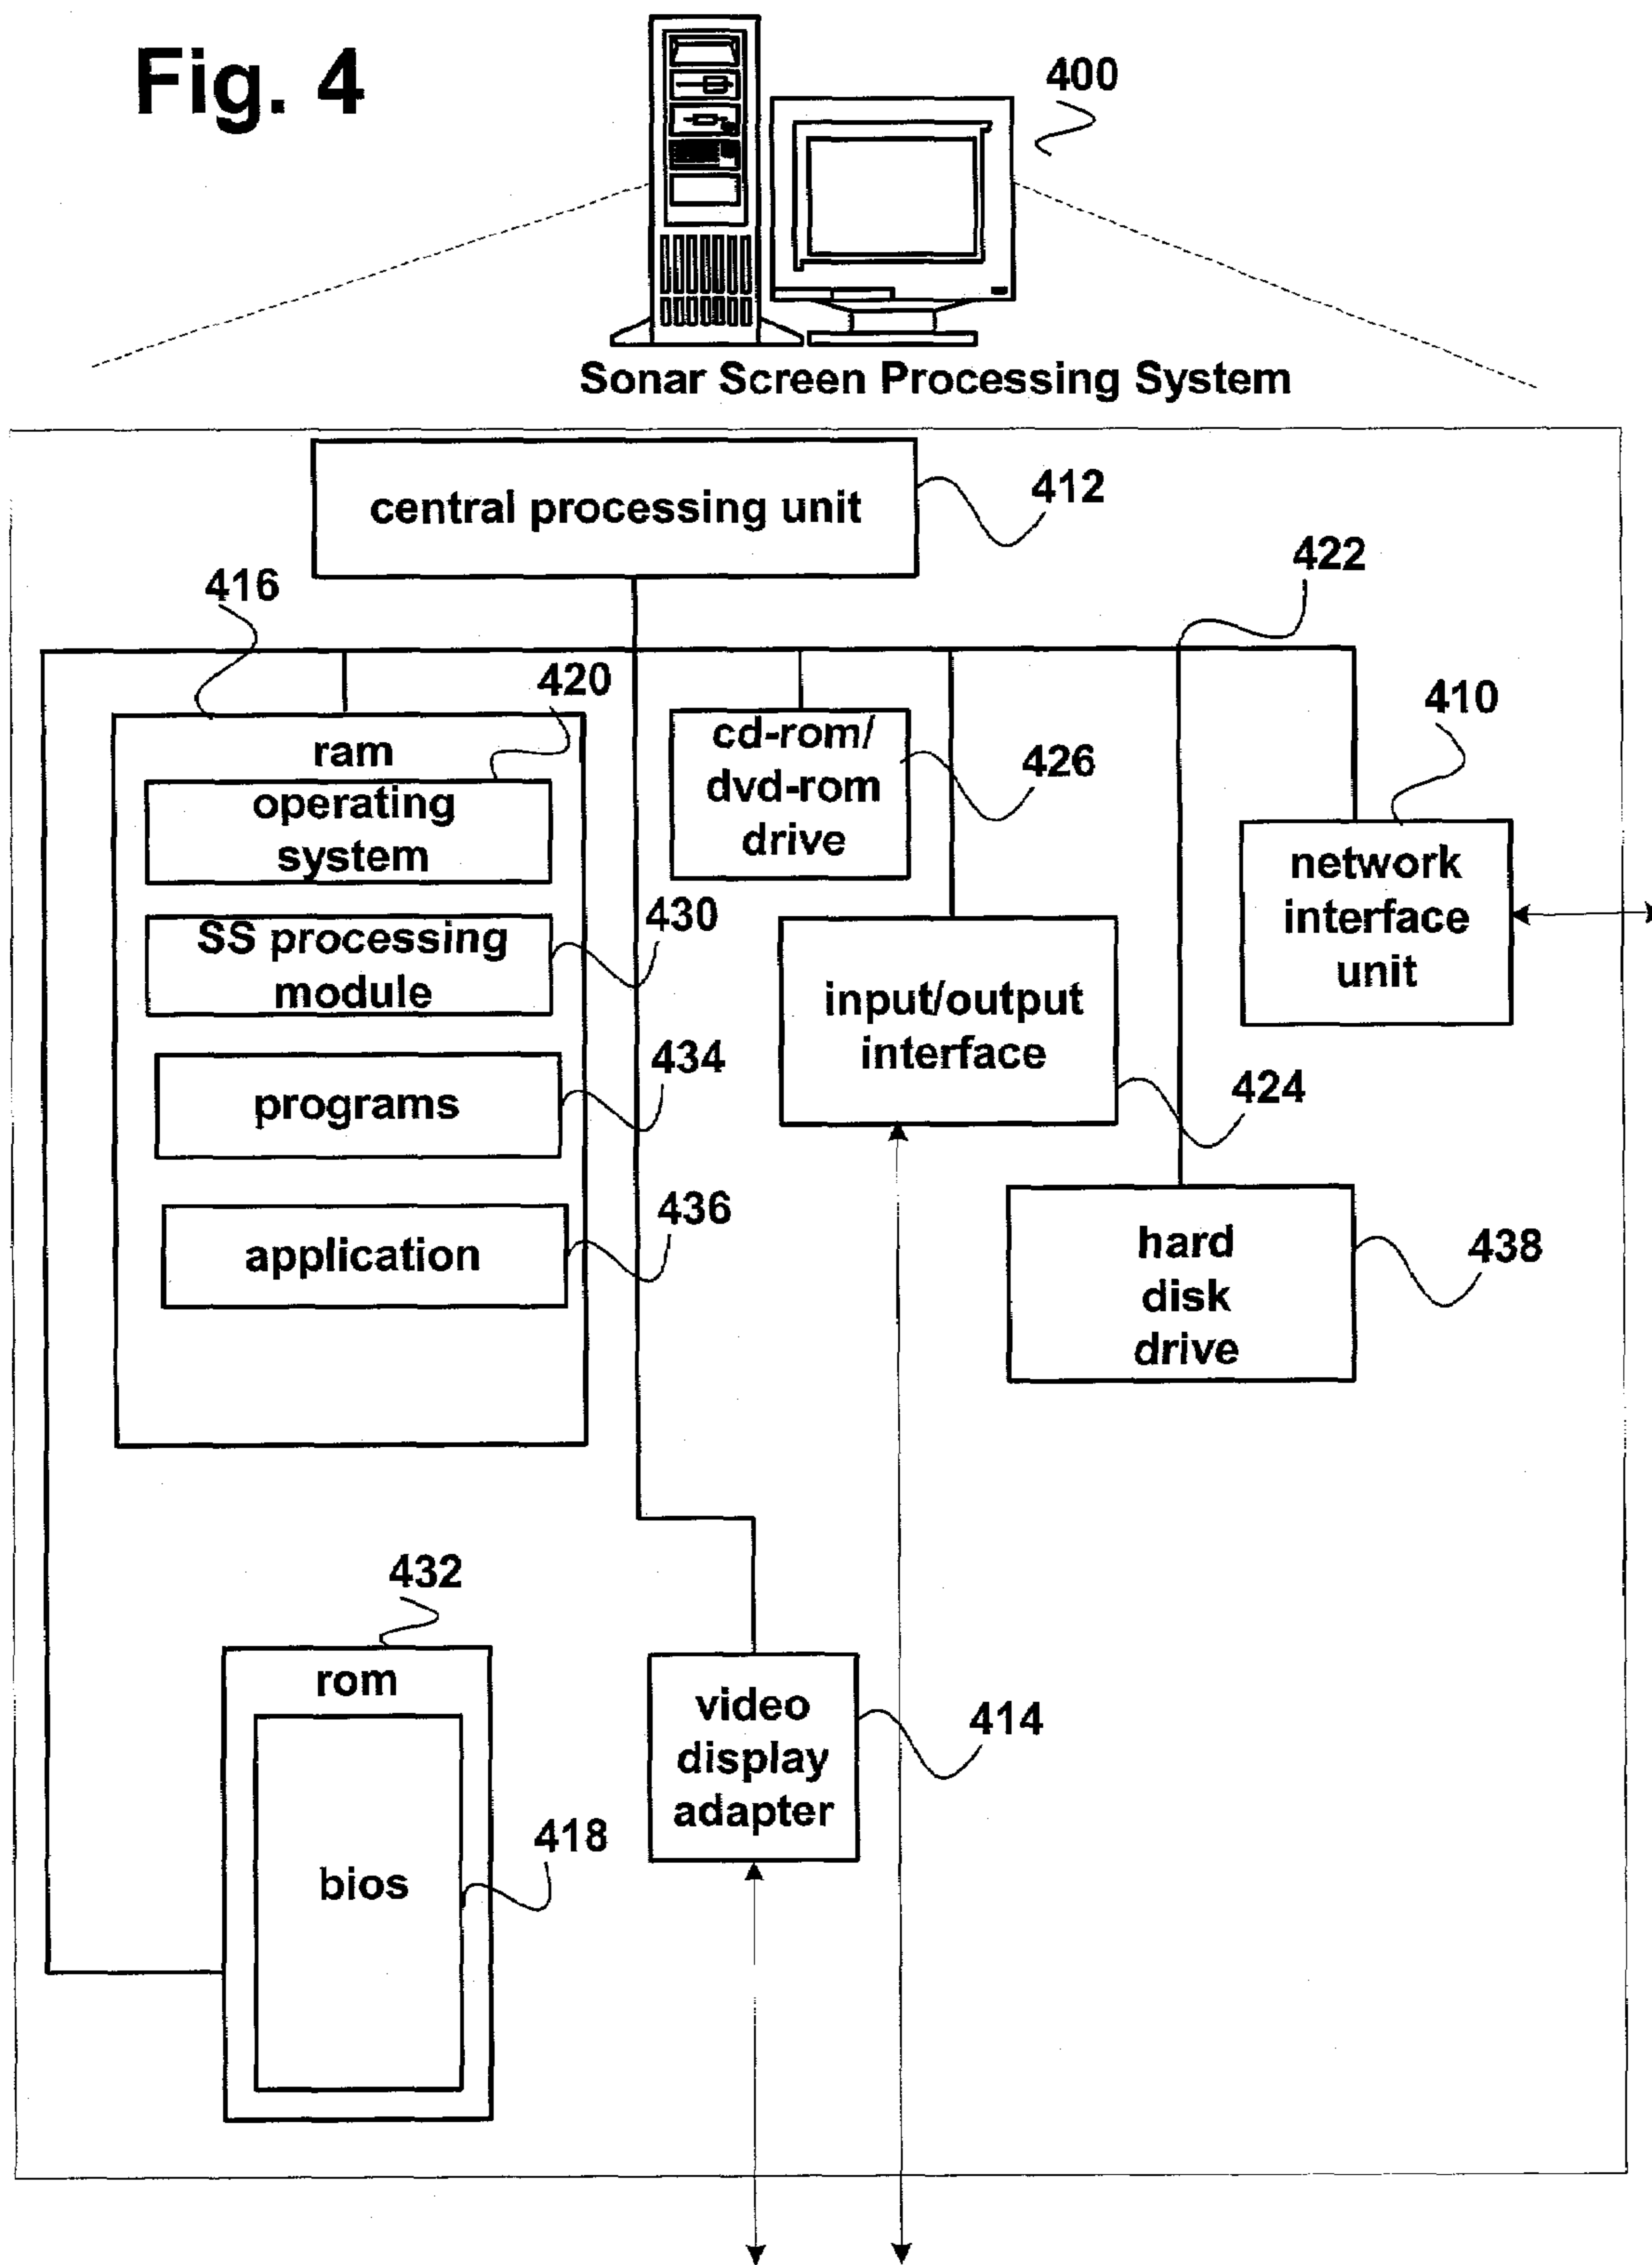 Fig. 4
400
Sonar Screen Processing System
central processing unit
412
422
416
420
410
ram
operating
system
cd-rom/
dvd-rom
drive
426
network
interface
unit
SS processing
module
430
input/output
interface
424
programs
434
application
436
hard
disk
drive
438
432
rom
bios
418
video
display
adapter
414